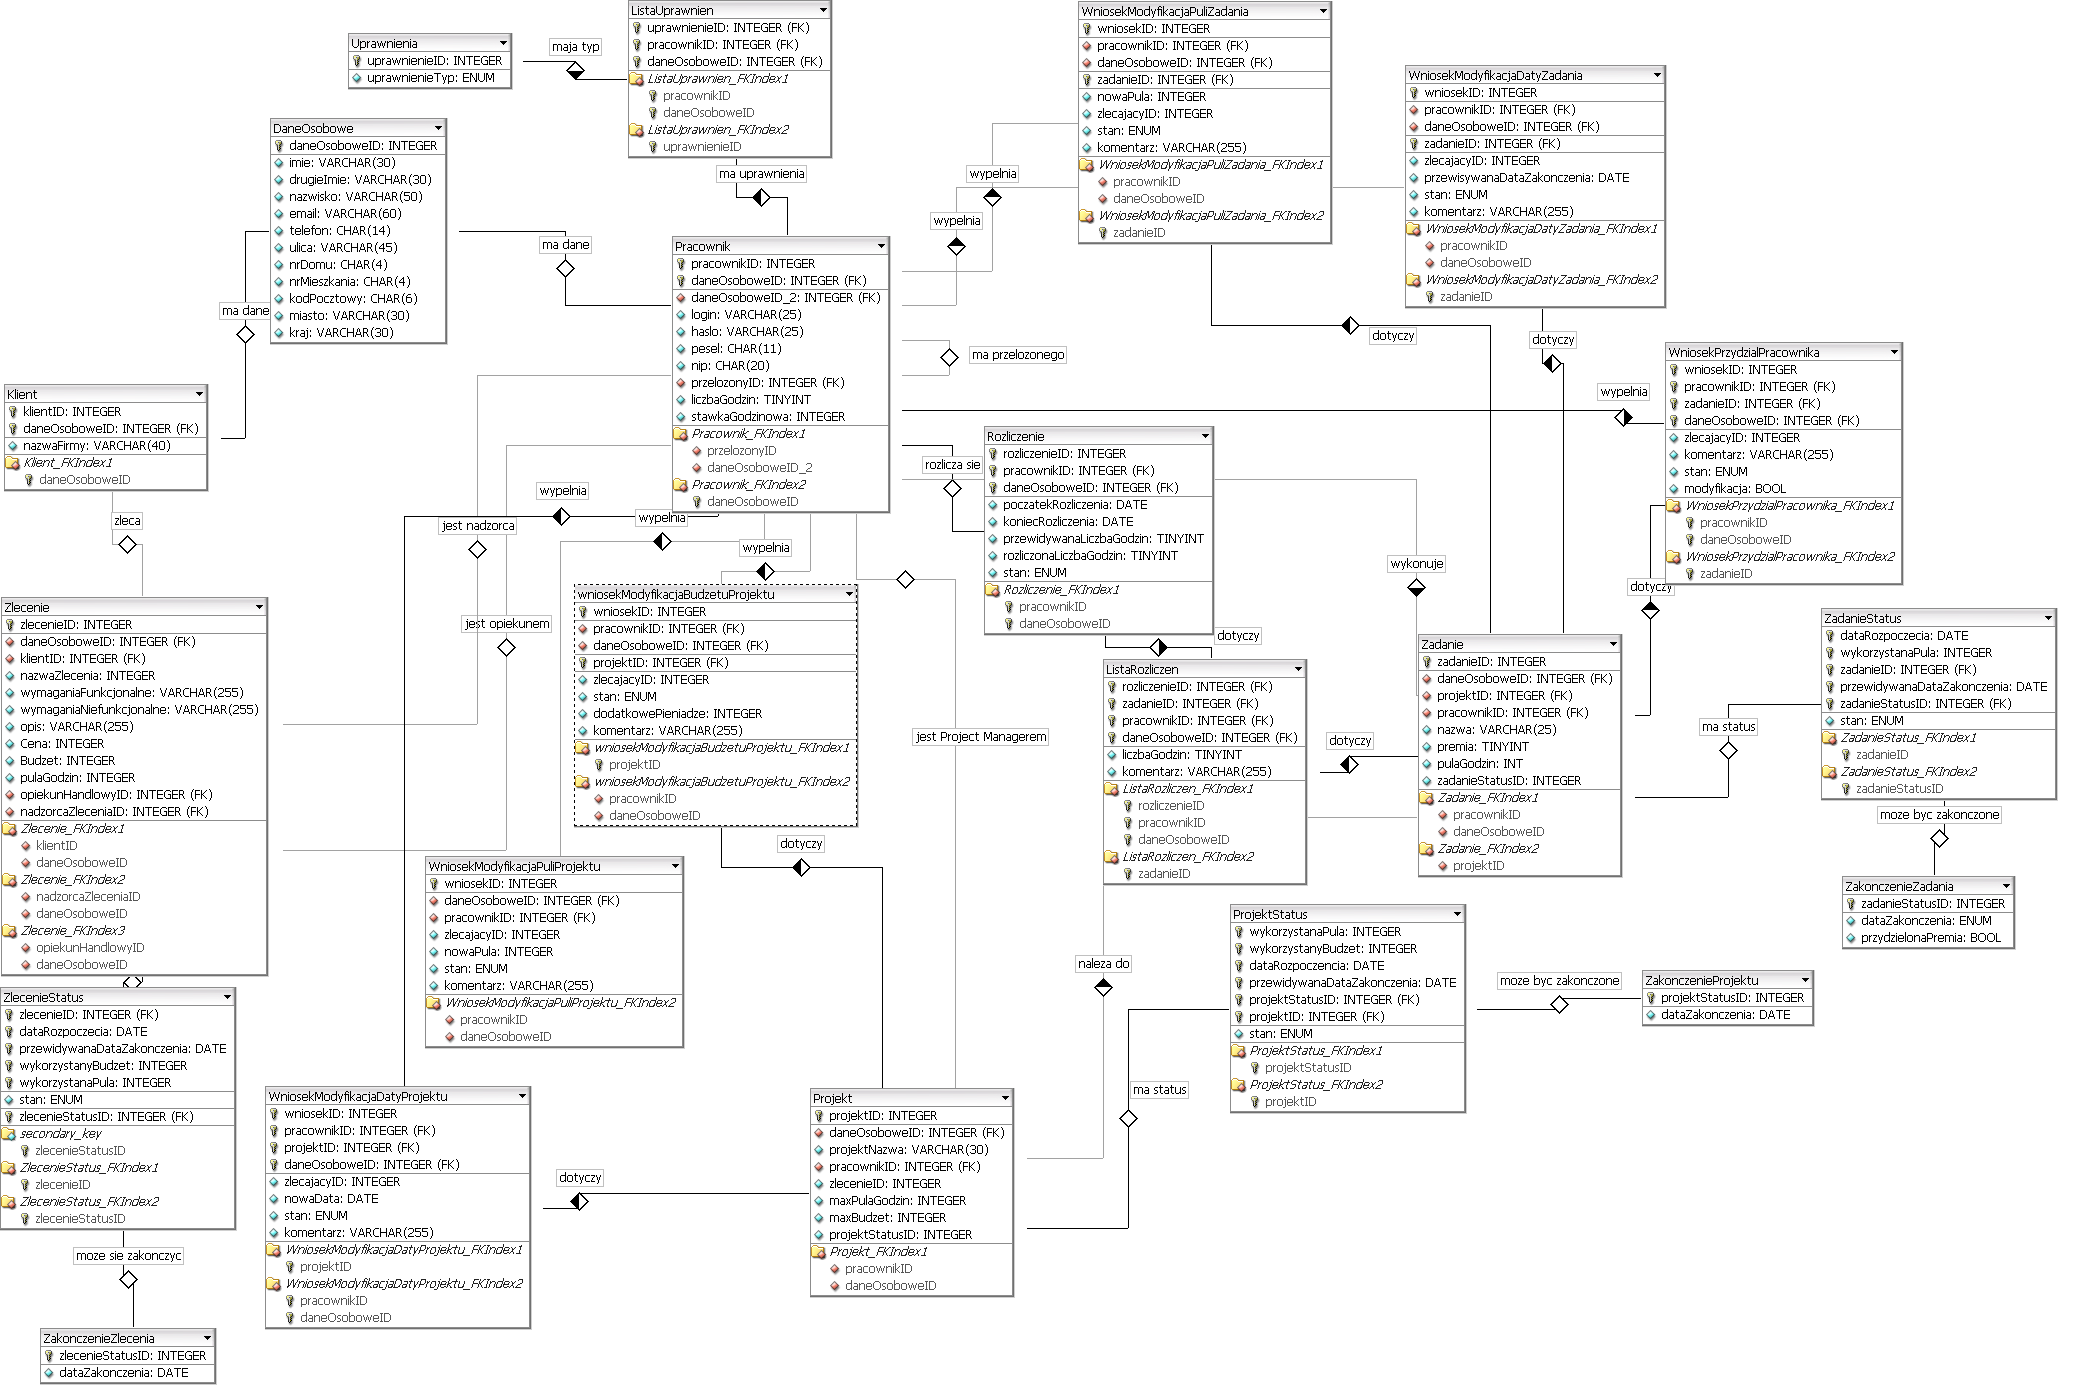 Uprawnienia
uprawnienieID: INTEGER
uprawnienieTyp: ENUM
maja typ
ListaUprawnien
uprawnienieID: INTEGER (FK)
pracownikID: INTEGER (FK)
daneOsoboweID: INTEGER (FK)
ListaUprawnien_FKIndex1
pracownikID
daneOsoboweID
ListaUprawnien_FKIndex2
uprawnienieID
ma uprawnienia
WniosekModyfikacjaPuliZadania
wniosekID: INTEGER
pracownikID: INTEGER (FK)
daneOsoboweID: INTEGER (FK)
zadanieID: INTEGER (FK)
nowaPula: INTEGER
zlecajacyID: INTEGER
stan: ENUM
komentarz: VARCHAR(255)
WniosekModyfikacjaPuliZadania_FKIndex1
pracownikID
daneOsoboweID
WniosekModyfikacjaPuliZadania_FKIndex2
zadanieID
wypelnia
wypelnia
dotyczy
WniosekModyfikacjaDatyZadania
wniosekID: INTEGER
pracownikID: INTEGER (FK)
daneOsoboweID: INTEGER (FK)
zadanieID: INTEGER (FK)
zlecajacyID: INTEGER
przewisywanaDataZakonczenia: DATE
stan: ENUM
komentarz: VARCHAR(255)
WniosekModyfikacjaDatyZadania_FKIndex1
pracownikID
daneOsoboweID
WniosekModyfikacjaDatyZadania_FKIndex2
zadanieID
dotyczy
DaneOsobowe
daneOsoboweID: INTEGER
imie: VARCHAR(30)
drugieImie: VARCHAR(30)
nazwisko: VARCHAR(50)
email: VARCHAR(60)
telefon: CHAR(14)
ulica: VARCHAR(45)
nrDomu: CHAR(4)
nrMieszkania: CHAR(4)
kodPocztowy: CHAR(6)
miasto: VARCHAR(30)
kraj: VARCHAR(30)
ma dane
ma dane
Pracownik
pracownikID: INTEGER
daneOsoboweID: INTEGER (FK)
daneOsoboweID_2: INTEGER (FK)
login: VARCHAR(25)
haslo: VARCHAR(25)
pesel: CHAR(11)
nip: CHAR(20)
przelozonyID: INTEGER (FK)
liczbaGodzin: TINYINT
stawkaGodzinowa: INTEGER
Pracownik_FKIndex1
przelozonyID
daneOsoboweID_2
Pracownik_FKIndex2
daneOsoboweID
ma przelozonego
Klient
klientID: INTEGER
daneOsoboweID: INTEGER (FK)
nazwaFirmy: VARCHAR(40)
Klient_FKIndex1
daneOsoboweID
zleca
WniosekPrzydzialPracownika
wniosekID: INTEGER
pracownikID: INTEGER (FK)
zadanieID: INTEGER (FK)
daneOsoboweID: INTEGER (FK)
zlecajacyID: INTEGER
komentarz: VARCHAR(255)
stan: ENUM
modyfikacja: BOOL
WniosekPrzydzialPracownika_FKIndex1
pracownikID
daneOsoboweID
WniosekPrzydzialPracownika_FKIndex2
zadanieID
wypelnia
dotyczy
Rozliczenie
rozliczenieID: INTEGER
pracownikID: INTEGER (FK)
daneOsoboweID: INTEGER (FK)
poczatekRozliczenia: DATE
koniecRozliczenia: DATE
przewidywanaLiczbaGodzin: TINYINT
rozliczonaLiczbaGodzin: TINYINT
stan: ENUM
Rozliczenie_FKIndex1
pracownikID
daneOsoboweID
rozlicza sie
wykonuje
dotyczy
wypelnia
jest nadzorca
wypelnia
wypelnia
jest opiekunem
jest Project Managerem
wniosekModyfikacjaBudzetuProjektu
wniosekID: INTEGER
pracownikID: INTEGER (FK)
daneOsoboweID: INTEGER (FK)
projektID: INTEGER (FK)
zlecajacyID: INTEGER
stan: ENUM
dodatkowePieniadze: INTEGER
komentarz: VARCHAR(255)
wniosekModyfikacjaBudzetuProjektu_FKIndex1
projektID
wniosekModyfikacjaBudzetuProjektu_FKIndex2
pracownikID
daneOsoboweID
dotyczy
Zlecenie
zlecenieID: INTEGER
daneOsoboweID: INTEGER (FK)
klientID: INTEGER (FK)
nazwaZlecenia: INTEGER
wymaganiaFunkcjonalne: VARCHAR(255)
wymaganiaNiefunkcjonalne: VARCHAR(255)
opis: VARCHAR(255)
Cena: INTEGER
Budzet: INTEGER
pulaGodzin: INTEGER
opiekunHandlowyID: INTEGER (FK)
nadzorcaZleceniaID: INTEGER (FK)
Zlecenie_FKIndex1
klientID
daneOsoboweID
Zlecenie_FKIndex2
nadzorcaZleceniaID
daneOsoboweID
Zlecenie_FKIndex3
opiekunHandlowyID
daneOsoboweID
ListaRozliczen
rozliczenieID: INTEGER (FK)
zadanieID: INTEGER (FK)
pracownikID: INTEGER (FK)
daneOsoboweID: INTEGER (FK)
liczbaGodzin: TINYINT
komentarz: VARCHAR(255)
ListaRozliczen_FKIndex1
rozliczenieID
pracownikID
daneOsoboweID
ListaRozliczen_FKIndex2
zadanieID
dotyczy
naleza do
Zadanie
zadanieID: INTEGER
daneOsoboweID: INTEGER (FK)
projektID: INTEGER (FK)
pracownikID: INTEGER (FK)
nazwa: VARCHAR(25)
premia: TINYINT
pulaGodzin: INT
zadanieStatusID: INTEGER
Zadanie_FKIndex1
pracownikID
daneOsoboweID
Zadanie_FKIndex2
projektID
ma status
ZadanieStatus
dataRozpoczecia: DATE
wykorzystanaPula: INTEGER
zadanieID: INTEGER (FK)
przewidywanaDataZakonczenia: DATE
zadanieStatusID: INTEGER (FK)
stan: ENUM
ZadanieStatus_FKIndex1
zadanieID
ZadanieStatus_FKIndex2
zadanieStatusID
moze byc zakonczone
ZakonczenieZadania
zadanieStatusID: INTEGER
dataZakonczenia: ENUM
przydzielonaPremia: BOOL
WniosekModyfikacjaPuliProjektu
wniosekID: INTEGER
daneOsoboweID: INTEGER (FK)
pracownikID: INTEGER (FK)
zlecajacyID: INTEGER
nowaPula: INTEGER
stan: ENUM
komentarz: VARCHAR(255)
WniosekModyfikacjaPuliProjektu_FKIndex2
pracownikID
daneOsoboweID
ProjektStatus
wykorzystanaPula: INTEGER
wykorzystanyBudzet: INTEGER
dataRozpoczencia: DATE
przewidywanaDataZakonczenia: DATE
projektStatusID: INTEGER (FK)
projektID: INTEGER (FK)
stan: ENUM
ProjektStatus_FKIndex1
projektStatusID
ProjektStatus_FKIndex2
projektID
moze byc zakonczone
ZakonczenieProjektu
projektStatusID: INTEGER
dataZakonczenia: DATE
ma status
ZlecenieStatus
zlecenieID: INTEGER (FK)
dataRozpoczecia: DATE
przewidywanaDataZakonczenia: DATE
wykorzystanyBudzet: INTEGER
wykorzystanaPula: INTEGER
stan: ENUM
zlecenieStatusID: INTEGER (FK)
secondary_key
zlecenieStatusID
ZlecenieStatus_FKIndex1
zlecenieID
ZlecenieStatus_FKIndex2
zlecenieStatusID
moze sie zakonczyc
WniosekModyfikacjaDatyProjektu
wniosekID: INTEGER
pracownikID: INTEGER (FK)
projektID: INTEGER (FK)
daneOsoboweID: INTEGER (FK)
zlecajacyID: INTEGER
nowaData: DATE
stan: ENUM
komentarz: VARCHAR(255)
WniosekModyfikacjaDatyProjektu_FKIndex1
projektID
WniosekModyfikacjaDatyProjektu_FKIndex2
pracownikID
daneOsoboweID
dotyczy
Projekt
projektID: INTEGER
daneOsoboweID: INTEGER (FK)
projektNazwa: VARCHAR(30)
pracownikID: INTEGER (FK)
zlecenieID: INTEGER
maxPulaGodzin: INTEGER
maxBudzet: INTEGER
projektStatusID: INTEGER
Projekt_FKIndex1
pracownikID
daneOsoboweID
ZakonczenieZlecenia
zlecenieStatusID: INTEGER
dataZakonczenia: DATE